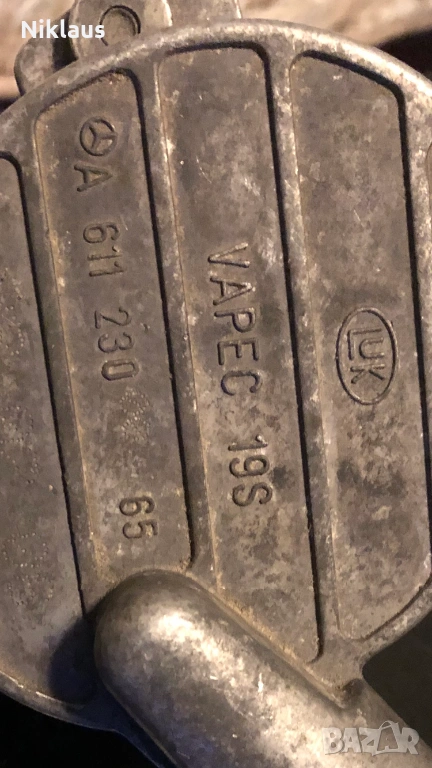 Niklaus
A 611 230 65
VAPEC 19S
LUK
BAZAR